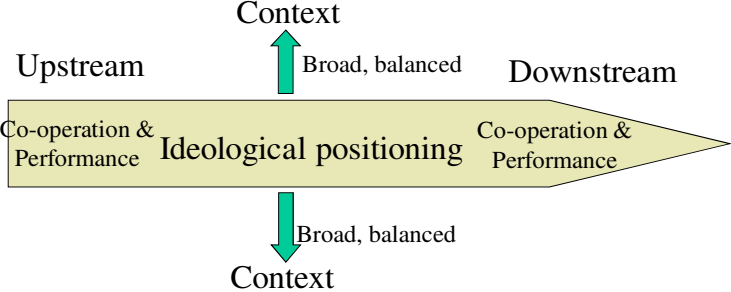 Context
Broad, balanced
Upstream
Downstream
Co-operation &
Performance
Ideological positioning
Co-operation &
Performance
Broad, balanced
Context